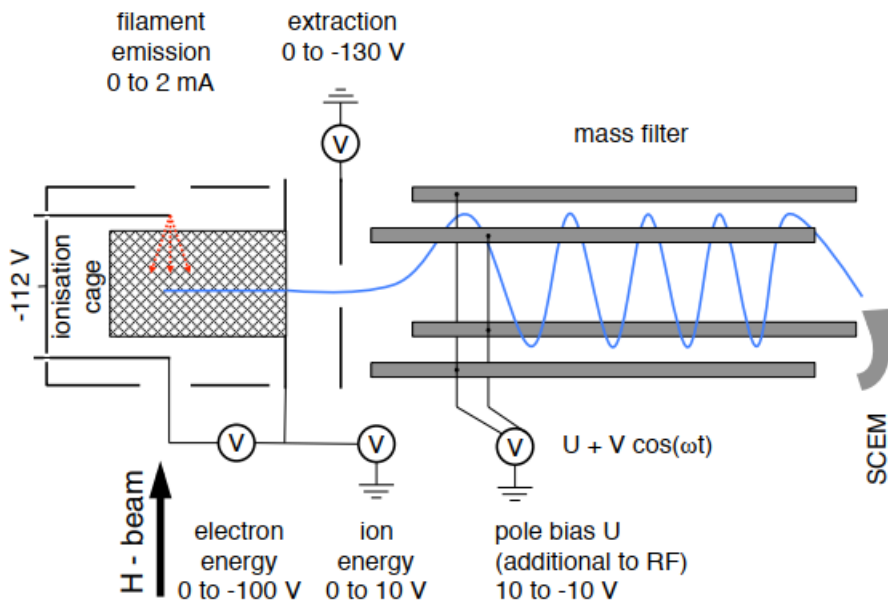 filament
emission
0 to 2 mA
extraction
0 to -130 V
V
mass filter
-112 V
ionisation
cage
V
V
V
U + V cos(ωt)
SCEM
H - beam
electron
energy
0 to -100 V
ion
energy
0 to 10 V
pole bias U
(additional to RF)
10 to -10 V